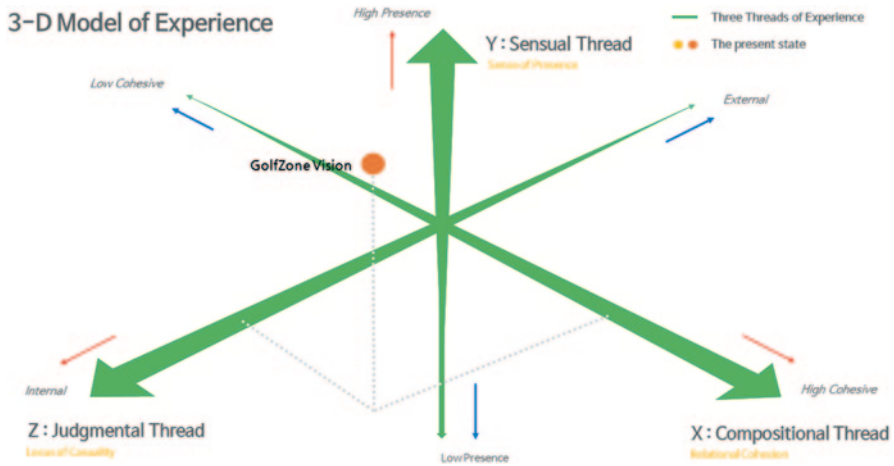 3-D Model of Experience
High Presence
Three Threads of Experience
Y : Sensual Thread
The present state
Sense of Presence
Low Cohesive
External
GolfZone Vision
Internal
High Cohesive
Z : Judgmental Thread
X : Compositional Thread
Locus of Casuality
Relational Cohesion
Low Presence